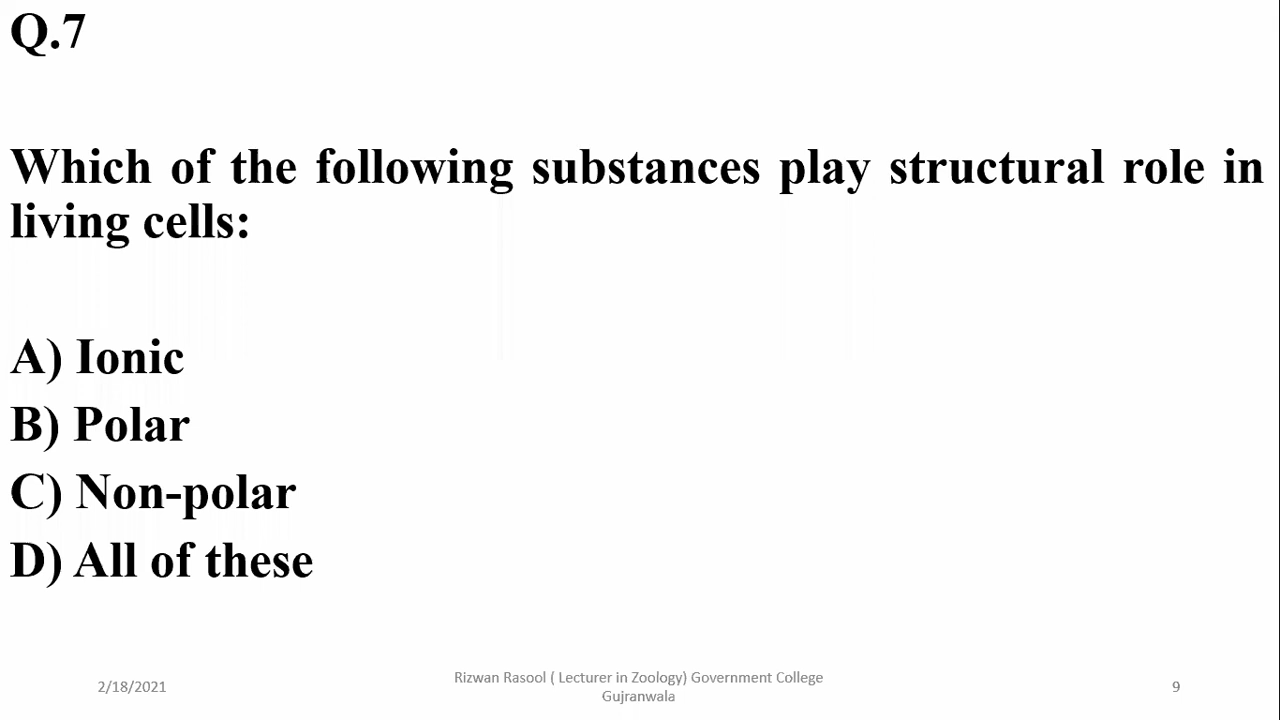 Q.7
Which of the following substances play structural role in
living cells:
A) Ionic
B) Polar
C) Non-polar
D) All of these
2/18/2021
Rizwan Rasool ( Lecturer in Zoology) Government College
Gujranwala
9